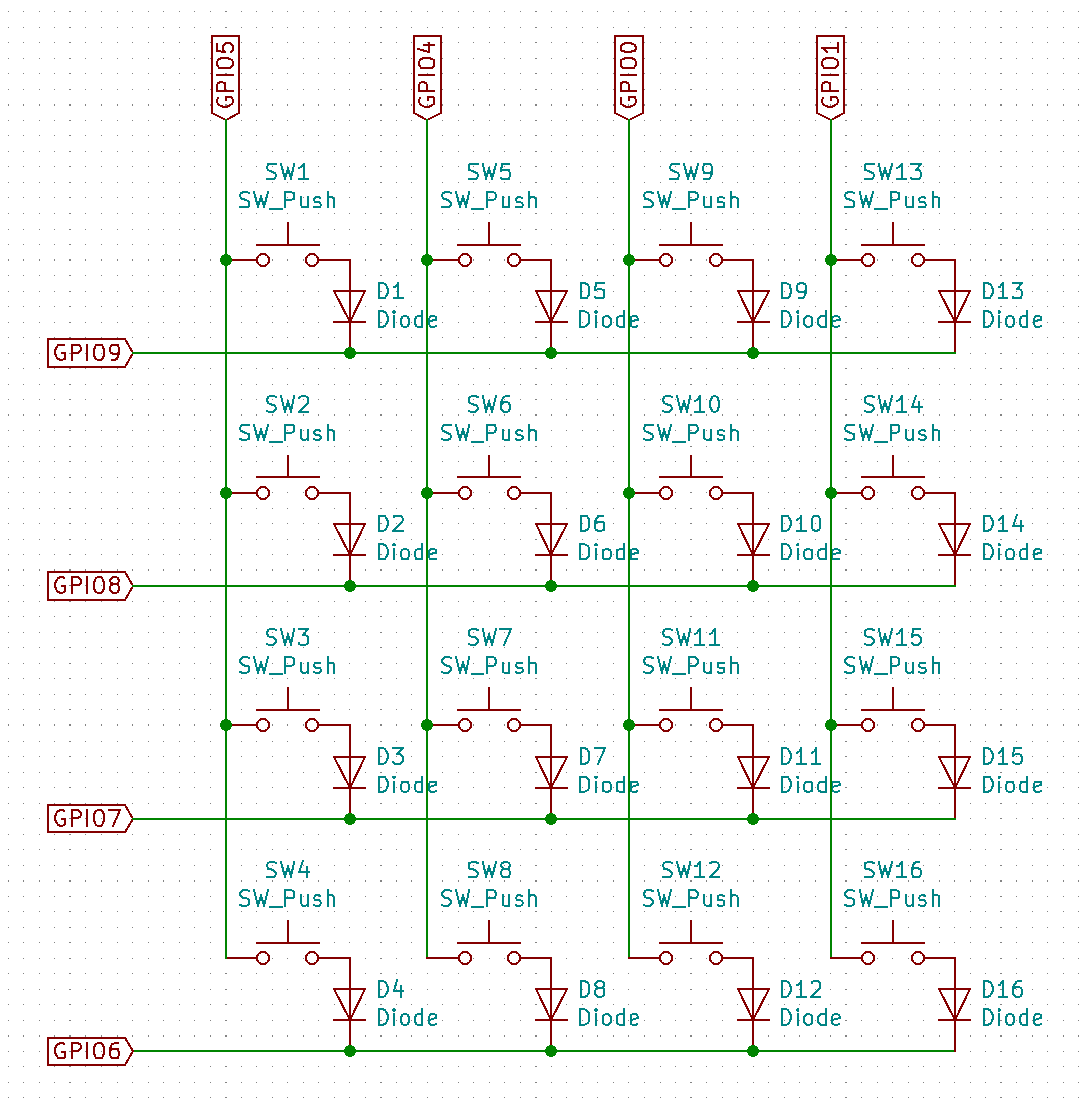 GPIO5
GPIO4
GPIO0
GPIO1
SW1
SW_Push
SW5
SW_Push
SW9
SW_Push
SW13
SW_Push
D1
Diode
D5
Diode
D9
Diode
D13
Diode
GPIO9
SW2
SW_Push
SW6
SW_Push
SW10
SW_Push
SW14
SW_Push
D2
Diode
D6
Diode
D10
Diode
D14
Diode
GPIO8
SW3
SW_Push
SW7
SW_Push
SW11
SW_Push
SW15
SW_Push
D3
Diode
D7
Diode
D11
Diode
D15
Diode
GPIO7
SW4
SW_Push
SW8
SW_Push
SW12
SW_Push
SW16
SW_Push
D4
Diode
D8
Diode
D12
Diode
D16
Diode
GPIO6